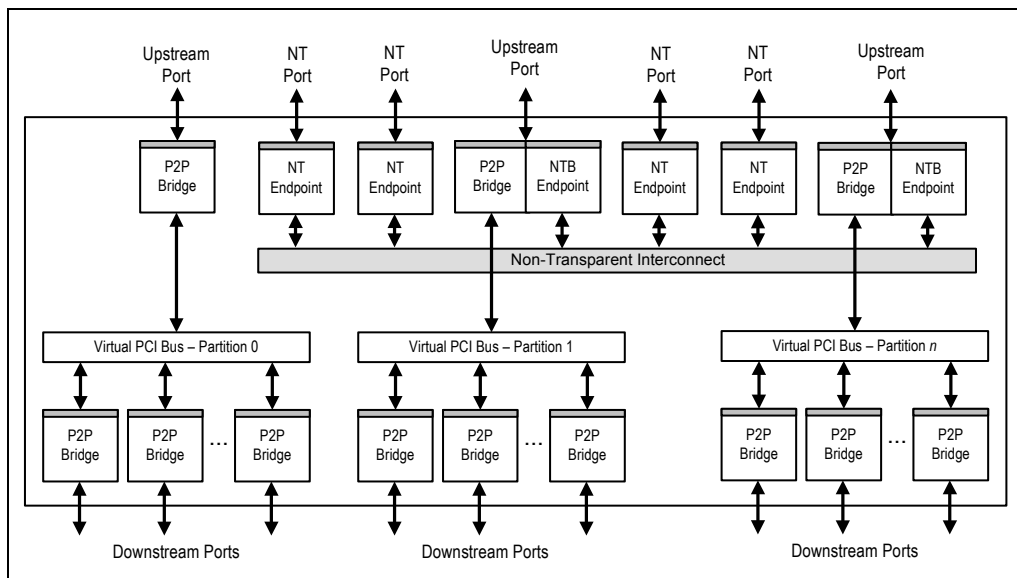 Upstream
Port
NT
Port
NT
Port
Upstream
Port
NT
Port
NT
Port
Upstream
Port
P2P
Bridge
NT
Endpoint
NT
Endpoint
P2P
Bridge
NTB
Endpoint
NT
Endpoint
NT
Endpoint
P2P
Bridge
NTB
Endpoint
Non-Transparent Interconnect
Virtual PCI Bus – Partition 0
Virtual PCI Bus – Partition 1
Virtual PCI Bus – Partition n
P2P
Bridge
P2P
Bridge
...
P2P
Bridge
P2P
Bridge
P2P
Bridge
...
P2P
Bridge
P2P
Bridge
P2P
Bridge
...
P2P
Bridge
Downstream Ports
Downstream Ports
Downstream Ports